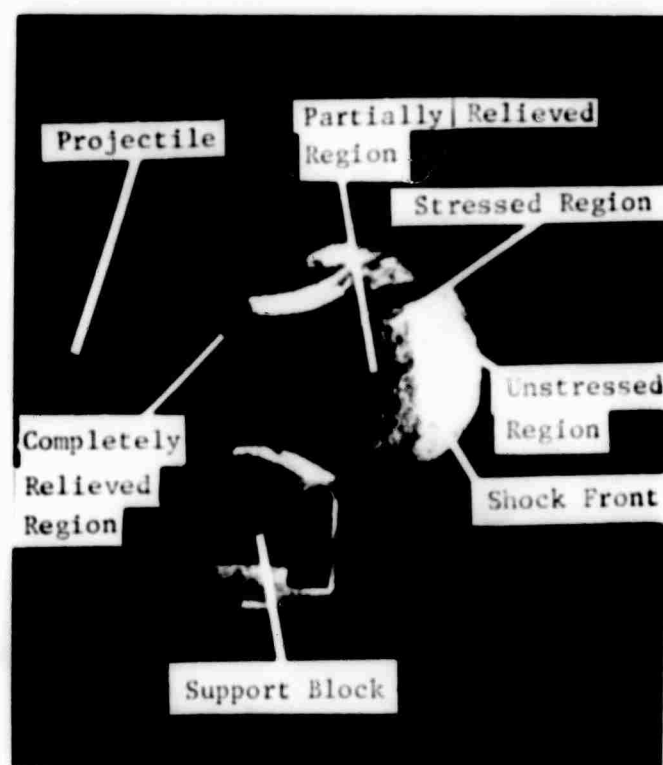 Projectile
Partially Relieved
Region
Stressed Region
Unstressed
Region
Completely
Relieved
Region
Shock Front
Support Block